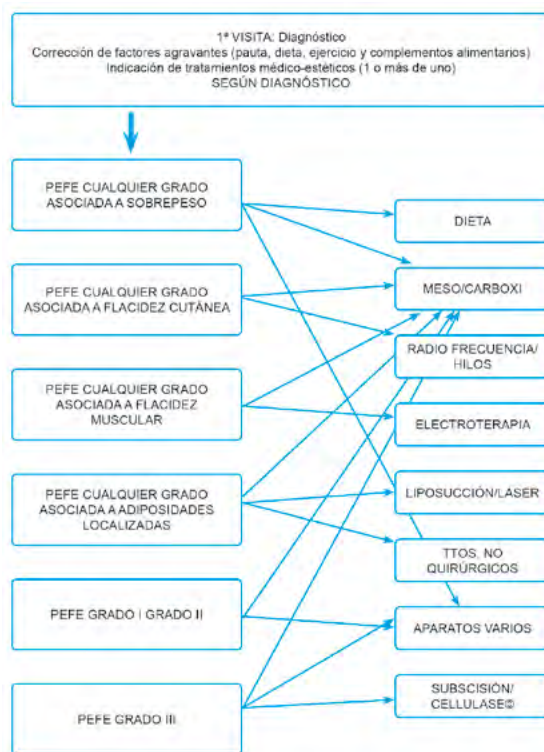 1ª VISITA: Diagnóstico
Corrección de factores agravantes (pauta, dieta, ejercicio y complementos alimentarios)
Indicación de tratamientos médico-estéticos (1 o más de uno)
SEGÚN DIAGNÓSTICO
PEFE CUALQUIER GRADO
ASOCIADA A SOBREPESO
PEFE CUALQUIER GRADO
ASOCIADA A FLACIDEZ CUTÁNEA
PEFE CUALQUIER GRADO
ASOCIADA A FLACIDEZ
MUSCULAR
PEFE CUALQUIER GRADO
ASOCIADA A ADIPOSIDADES
LOCALIZADAS
PEFE GRADO I GRADO II
PEFE GRADO III
DIETA
MESO/CARBOXI
RADIO FRECUENCIA/
HILOS
ELECTROTERAPIA
LIPOSUCCIÓN/LASER
TTOS. NO
QUIRÚRGICOS
APARATOS VARIOS
SUBSCISIÓN/
CELLULASE©